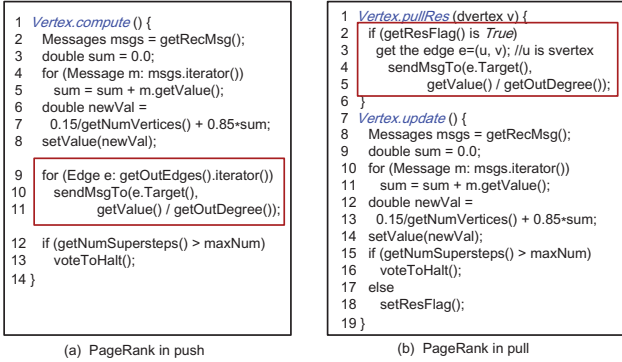 1 Vertex.compute () {
2 Messages msgs = getRecMsg();
3 double sum = 0.0;
4 for (Message m: msgs.iterator())
5 sum = sum + m.getValue();
6 double newVal =
7 0.15/getNumVertices() + 0.85*sum;
8 setValue(newVal);
9 for (Edge e: getOutEdges().iterator())
10 sendMsgTo(e.Target(),
11 getValue() / getOutDegree());
12 if (getNumSupersteps() > maxNum)
13 voteToHalt();
14 }
(a) PageRank in push
1 Vertex.pullRes (dvertex v) {
2 if (getResFlag() is True)
3 get the edge e=(u, v); //u is svertex
4 sendMsgTo(e.Target(),
5 getValue() / getOutDegree());
6 }
7 Vertex.update () {
8 Messages msgs = getRecMsg();
9 double sum = 0.0;
10 for (Message m: msgs.iterator())
11 sum = sum + m.getValue();
12 double newVal =
13 0.15/getNumVertices() + 0.85*sum;
14 setValue(newVal);
15 if (getNumSupersteps() > maxNum)
16 voteToHalt();
17 else
18 setResFlag();
19 }
(b) PageRank in pull